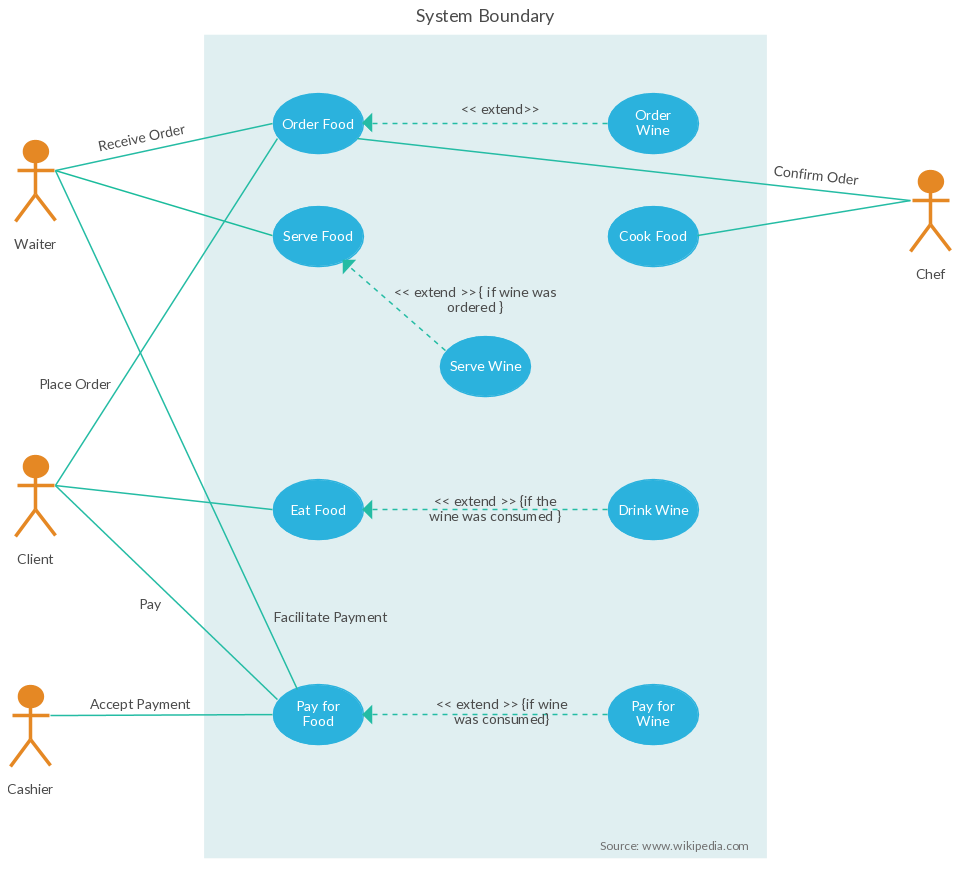 System Boundary
Order Food
<< extend>>
Order
Wine
Receive Order
Confirm Oder
Waiter
Serve Food
Cook Food
Chef
<< extend >> { if wine was
ordered }
Serve Wine
Place Order
Client
Eat Food
<< extend >> {if the
wine was consumed }
Drink Wine
Pay
Facilitate Payment
Accept Payment
Pay for
Food
<< extend >> {if wine
was consumed}
Pay for
Wine
Cashier
Source: www.wikipedia.com